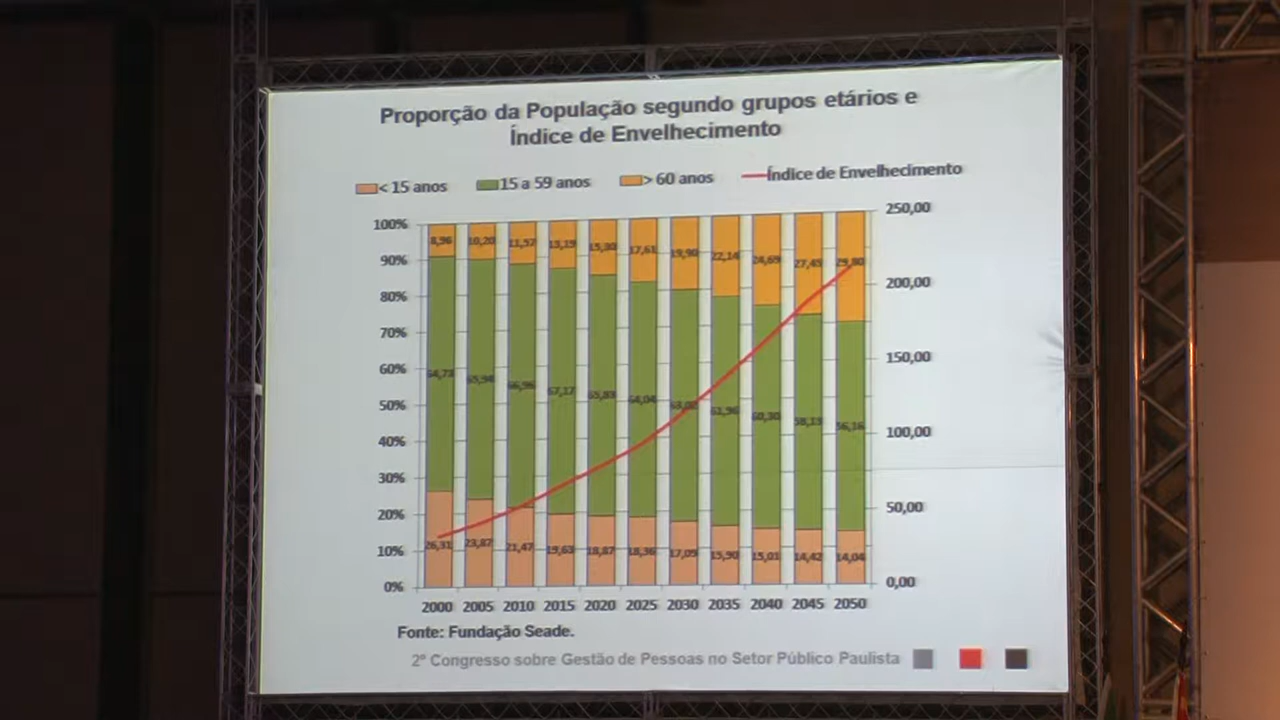 Proporção da População segundo grupos etários e
Índice de Envelhecimento
< 15 anos 15 a 59 anos > 60 anos Índice de Envelhecimento
100% 250,00
90%
80% 200,00
70%
60% 150,00
50%
40% 100,00
30%
20% 50,00
10%
0% 0,00
8,96 10,20 11,57 13,19 15,30 17,61 19,90 22,14 24,69 27,45 29,80
64,73 65,94 66,96 67,17 65,83 64,04 63,02 61,96 60,30 58,13 56,16
26,31 23,87 21,47 19,63 18,87 18,36 17,09 15,90 15,01 14,42 14,04
2000 2005 2010 2015 2020 2025 2030 2035 2040 2045 2050
Fonte: Fundação Seade.
2º Congresso sobre Gestão de Pessoas no Setor Público Paulista